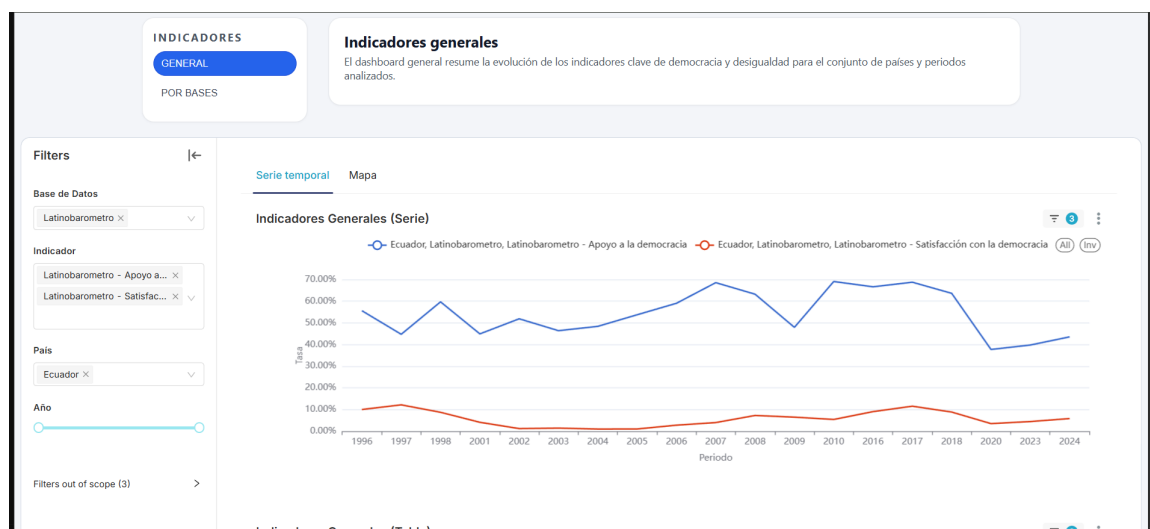 INDICADORES
GENERAL
POR BASES
Indicadores generales
El dashboard general resume la evolución de los indicadores clave de democracia y desigualdad para el conjunto de países y periodos
analizados.
Filters
Base de Datos
Latinobarometro ×
Indicador
Latinobarometro - Apoyo a... ×
Latinobarometro - Satisfac... ×
País
Ecuador ×
Año
Filters out of scope (3)
Serie temporal Mapa
Indicadores Generales (Serie)
3
Ecuador, Latinobarometro, Latinobarometro - Apoyo a la democracia Ecuador, Latinobarometro, Latinobarometro - Satisfacción con la democracia All Inv
70.00%
60.00%
50.00%
40.00%
30.00%
20.00%
10.00%
0.00%
Tasa
1996 1997 1998 2001 2002 2003 2004 2005 2006 2007 2008 2009 2010 2016 2017 2018 2020 2023 2024
Periodo